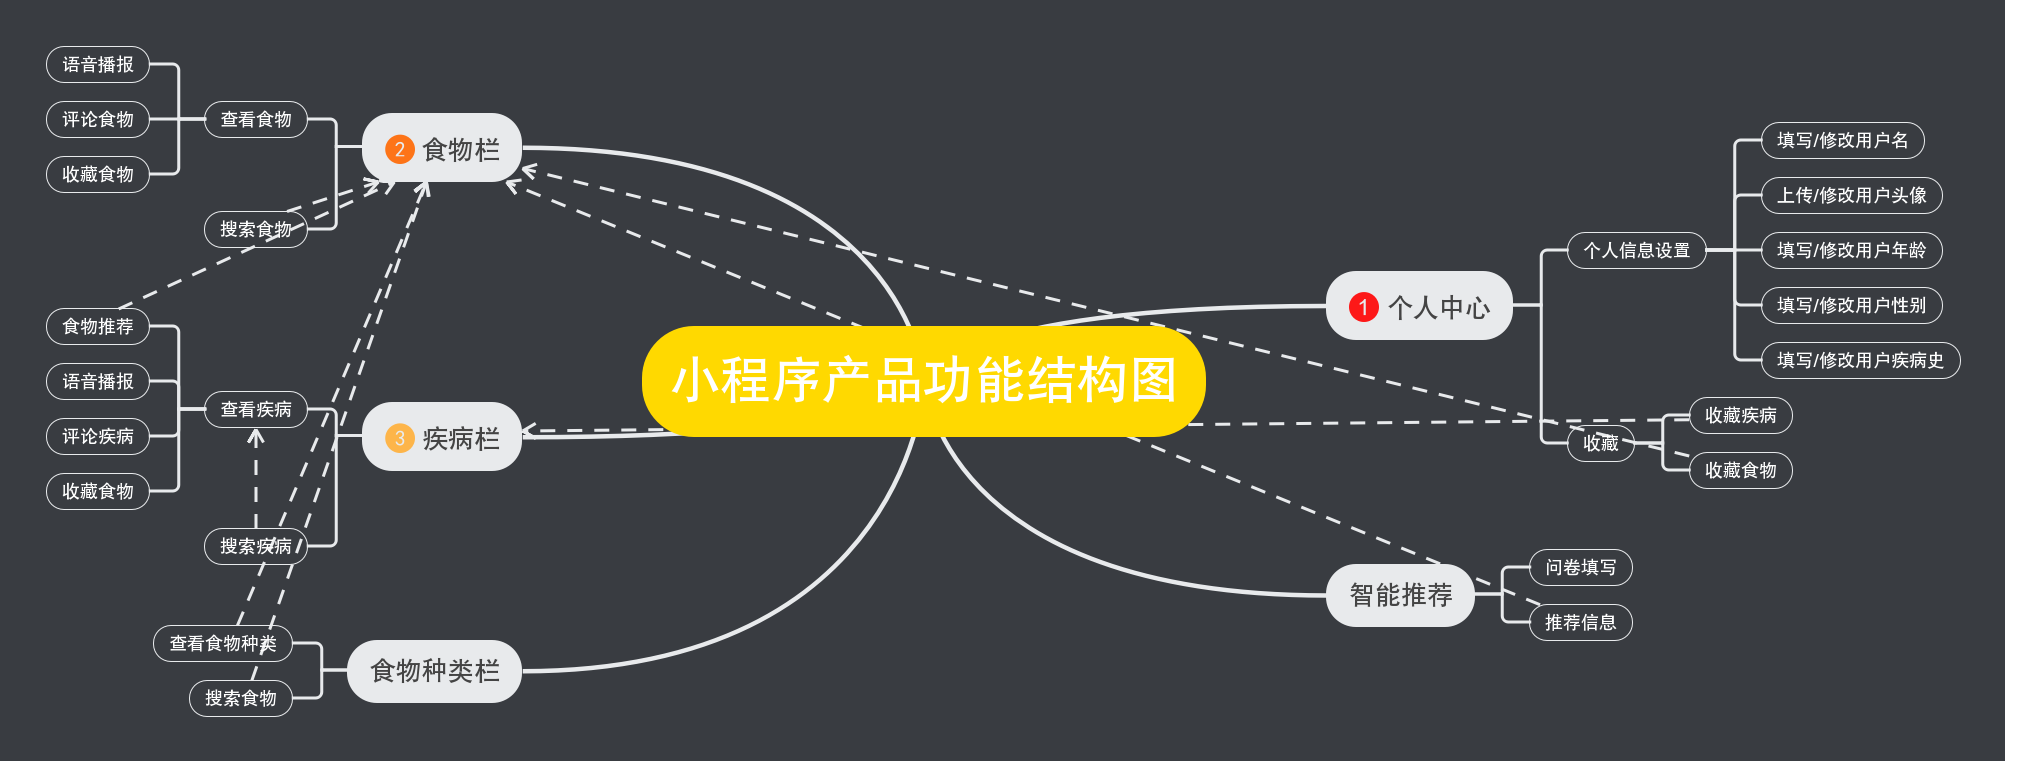 小程序产品功能结构图
1 个人中心
个人信息设置
填写/修改用户名
上传/修改用户头像
填写/修改用户年龄
填写/修改用户性别
填写/修改用户疾病史
收藏
收藏疾病
收藏食物
智能推荐
问卷填写
推荐信息
2 食物栏
查看食物
语音播报
评论食物
收藏食物
搜索食物
3 疾病栏
查看疾病
食物推荐
语音播报
评论疾病
收藏食物
搜索疾病
食物种类栏
查看食物种类
搜索食物